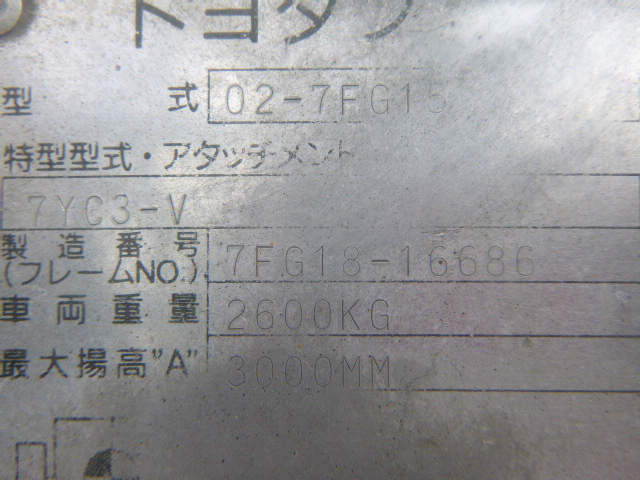 トヨタフ
型 式 02-7FG15
特型型式・アタッチメント
7YC3-V
製造番号 7FG18-16686
(フレームNO.)
車両重量 2600KG
最大揚高"A" 3000MM